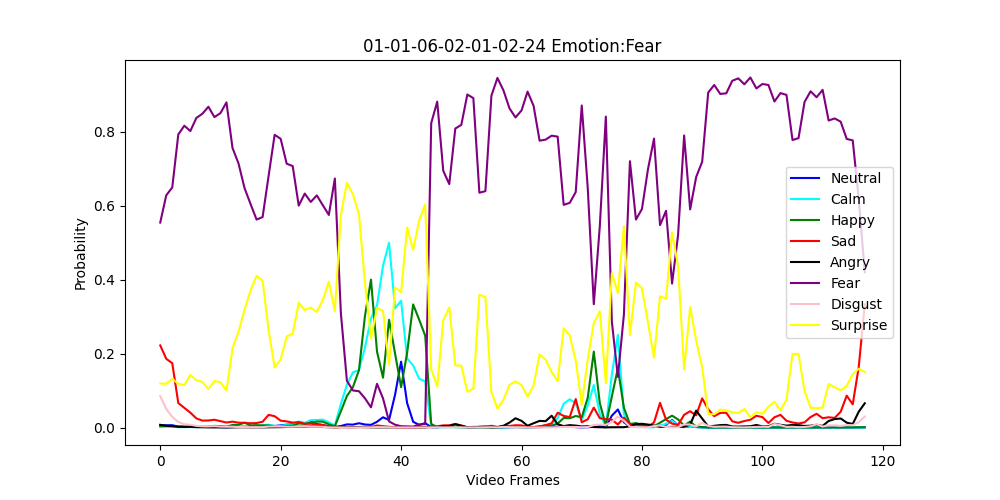 01-01-06-02-01-02-24 Emotion:Fear
Probability
0.8
0.6
0.4
0.2
0.0
0
20
40
60
80
100
120
Video Frames
Neutral
Calm
Happy
Sad
Angry
Fear
Disgust
Surprise